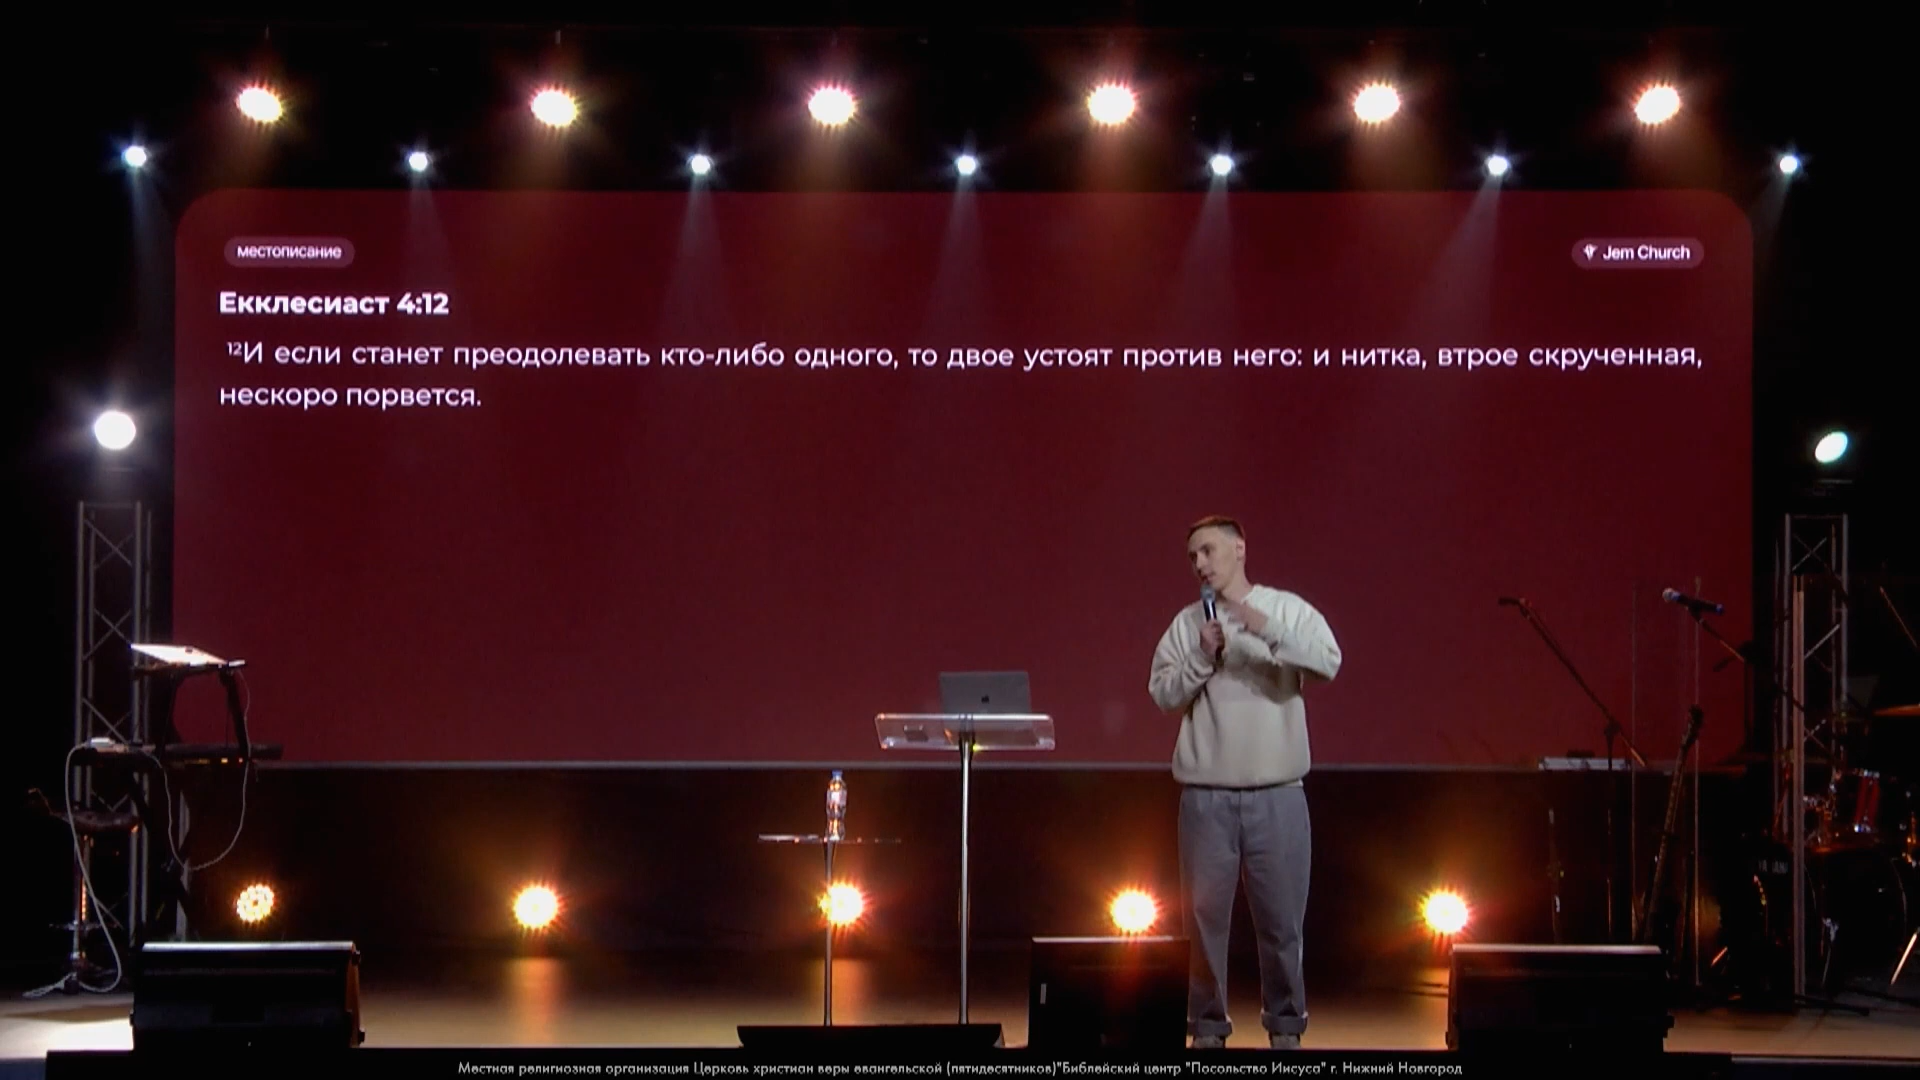 местописание
Jem Church
Екклесиаст 4:12
¹²И если станет преодолевать кто-либо одного, то двое устоят против него: и нитка, втрое скрученная,
нескоро порвется.
Местная религиозная организация Церковь христиан веры евангельской (пятидесятников)"Библейский центр "Посольство Иисуса" г. Нижний Новгород